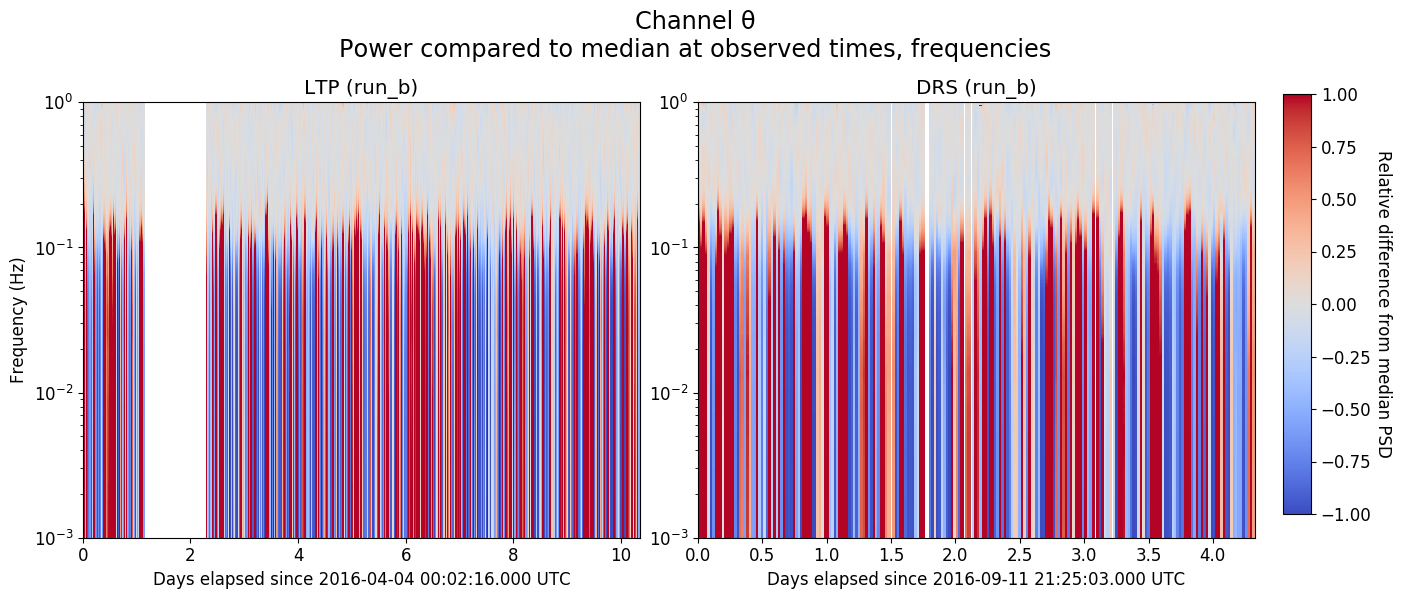 Channel θ
Power compared to median at observed times, frequencies
LTP (run_b)
DRS (run_b)
10⁰
10⁻¹
10⁻²
10⁻³
Frequency (Hz)
0 2 4 6 8 10
Days elapsed since 2016-04-04 00:02:16.000 UTC
10⁰
10⁻¹
10⁻²
10⁻³
0.0 0.5 1.0 1.5 2.0 2.5 3.0 3.5 4.0
Days elapsed since 2016-09-11 21:25:03.000 UTC
1.00
0.75
0.50
0.25
0.00
−0.25
−0.50
−0.75
−1.00
Relative difference from median PSD